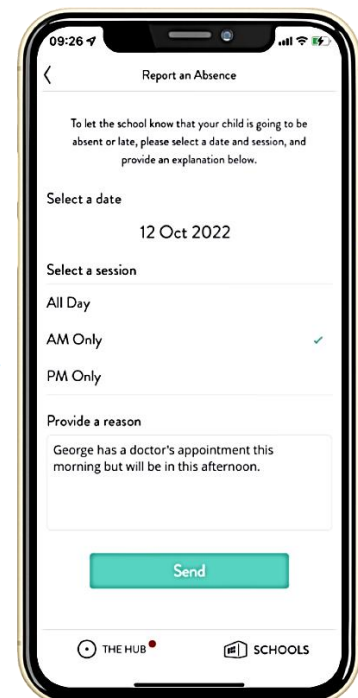 09:26
Report an Absence
To let the school know that your child is going to be
absent or late, please select a date and session, and
provide an explanation below.
Select a date
12 Oct 2022
Select a session
All Day
AM Only
PM Only
Provide a reason
George has a doctor's appointment this
morning but will be in this afternoon.
Send
THE HUB
SCHOOLS